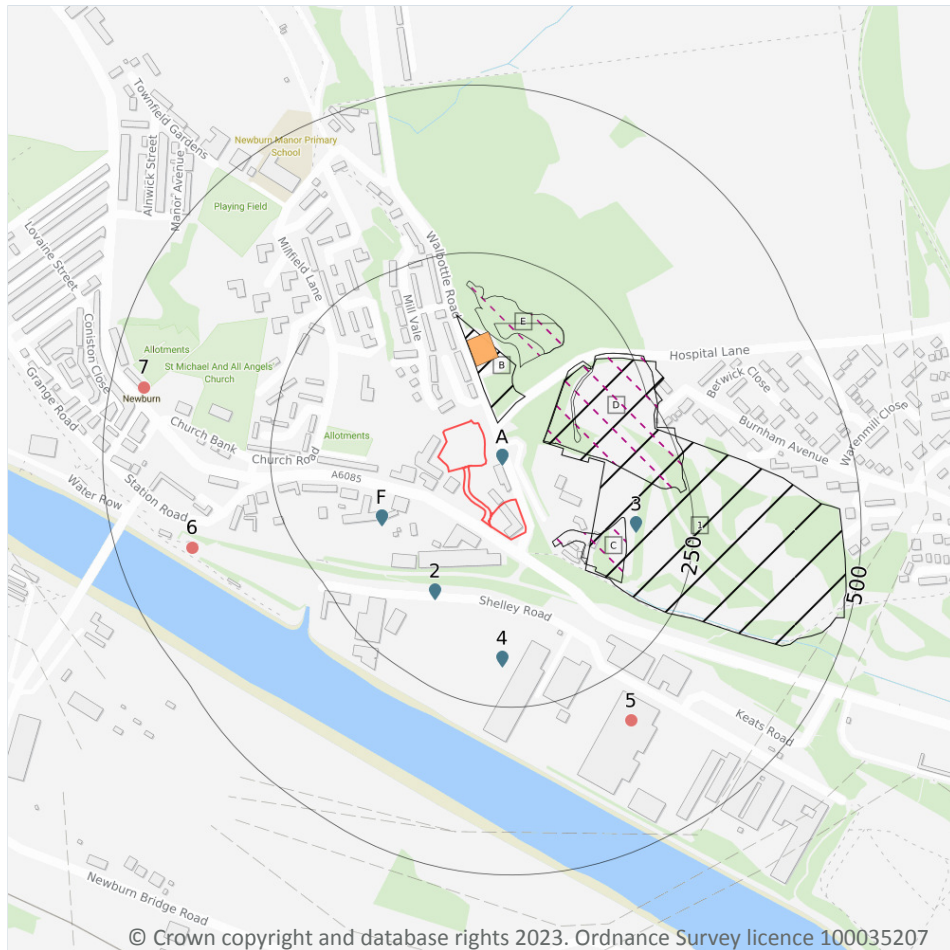 Townfield Gardens
Alnwick Street
Manor Avenue
Newburn Manor Primary
School
Playing Field
Lovaine Street
Millfield Lane
Walbottle Road
Mill Vale
E
B
Hospital Lane
Coniston Close
Allotments
7
St Michael And All Angels
Church
Newburn
Grange Road
Church Bank
Allotments
Church Road
A6085
A
D
Betwick Close
Burnham Avenue
Warenmill Close
Water Row
Station Road
F
6
3
1
C
250
500
2
Shelley Road
4
5
Keats Road
Newburn Bridge Road
© Crown copyright and database rights 2023. Ordnance Survey licence 100035207